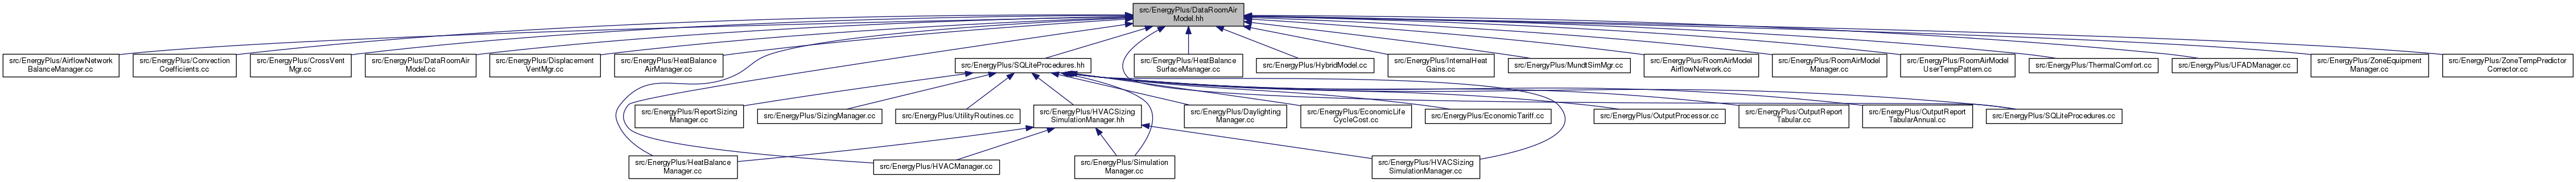 src/EnergyPlus/DataRoomAir
Model.hh
src/EnergyPlus/AirflowNetwork
BalanceManager.cc
src/EnergyPlus/Convection
Coefficients.cc
src/EnergyPlus/CrossVent
Mgr.cc
src/EnergyPlus/DataRoomAir
Model.cc
src/EnergyPlus/Displacement
VentMgr.cc
src/EnergyPlus/HeatBalance
AirManager.cc
src/EnergyPlus/SQLiteProcedures.hh
src/EnergyPlus/HeatBalance
SurfaceManager.cc
src/EnergyPlus/HybridModel.cc
src/EnergyPlus/InternalHeat
Gains.cc
src/EnergyPlus/MundtSimMgr.cc
src/EnergyPlus/RoomAirModel
AirflowNetwork.cc
src/EnergyPlus/RoomAirModel
Manager.cc
src/EnergyPlus/RoomAirModel
UserTempPattern.cc
src/EnergyPlus/ThermalComfort.cc
src/EnergyPlus/UFADManager.cc
src/EnergyPlus/ZoneEquipment
Manager.cc
src/EnergyPlus/ZoneTempPredictor
Corrector.cc
src/EnergyPlus/ReportSizing
Manager.cc
src/EnergyPlus/SizingManager.cc
src/EnergyPlus/UtilityRoutines.cc
src/EnergyPlus/HVACSizing
SimulationManager.hh
src/EnergyPlus/Daylighting
Manager.cc
src/EnergyPlus/EconomicLife
CycleCost.cc
src/EnergyPlus/EconomicTariff.cc
src/EnergyPlus/OutputProcessor.cc
src/EnergyPlus/OutputReport
Tabular.cc
src/EnergyPlus/OutputReport
TabularAnnual.cc
src/EnergyPlus/SQLiteProcedures.cc
src/EnergyPlus/HeatBalance
Manager.cc
src/EnergyPlus/HVACManager.cc
src/EnergyPlus/Simulation
Manager.cc
src/EnergyPlus/HVACSizing
SimulationManager.cc